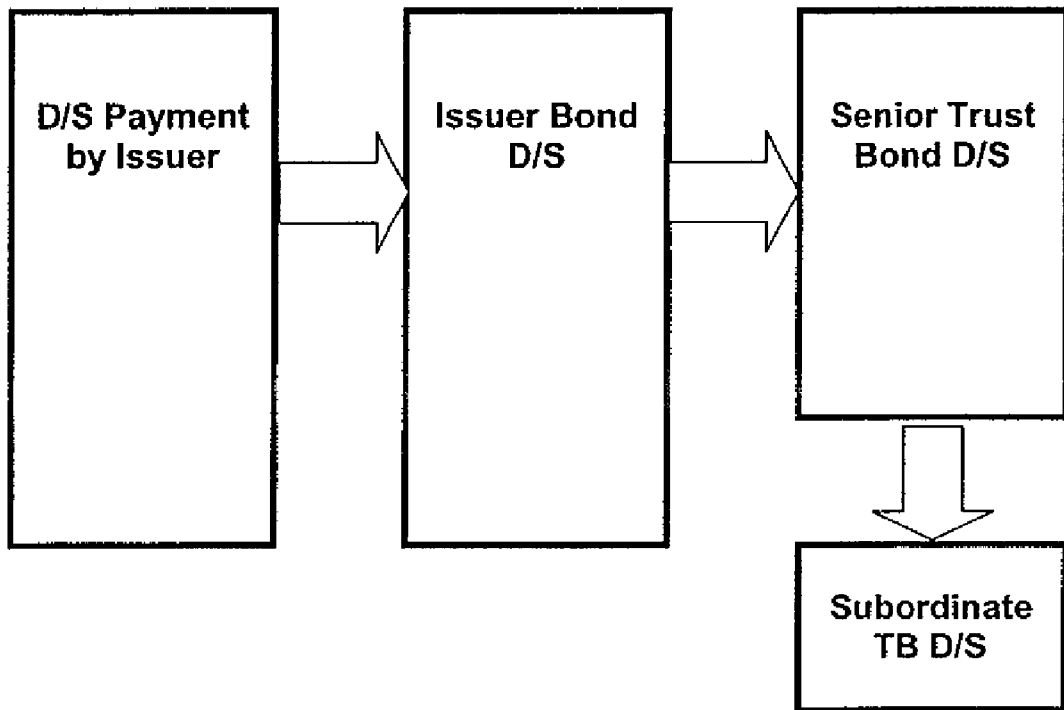 D/S Payment
by Issuer
Issuer Bond
D/S
Senior Trust
Bond D/S
Subordinate
TB D/S